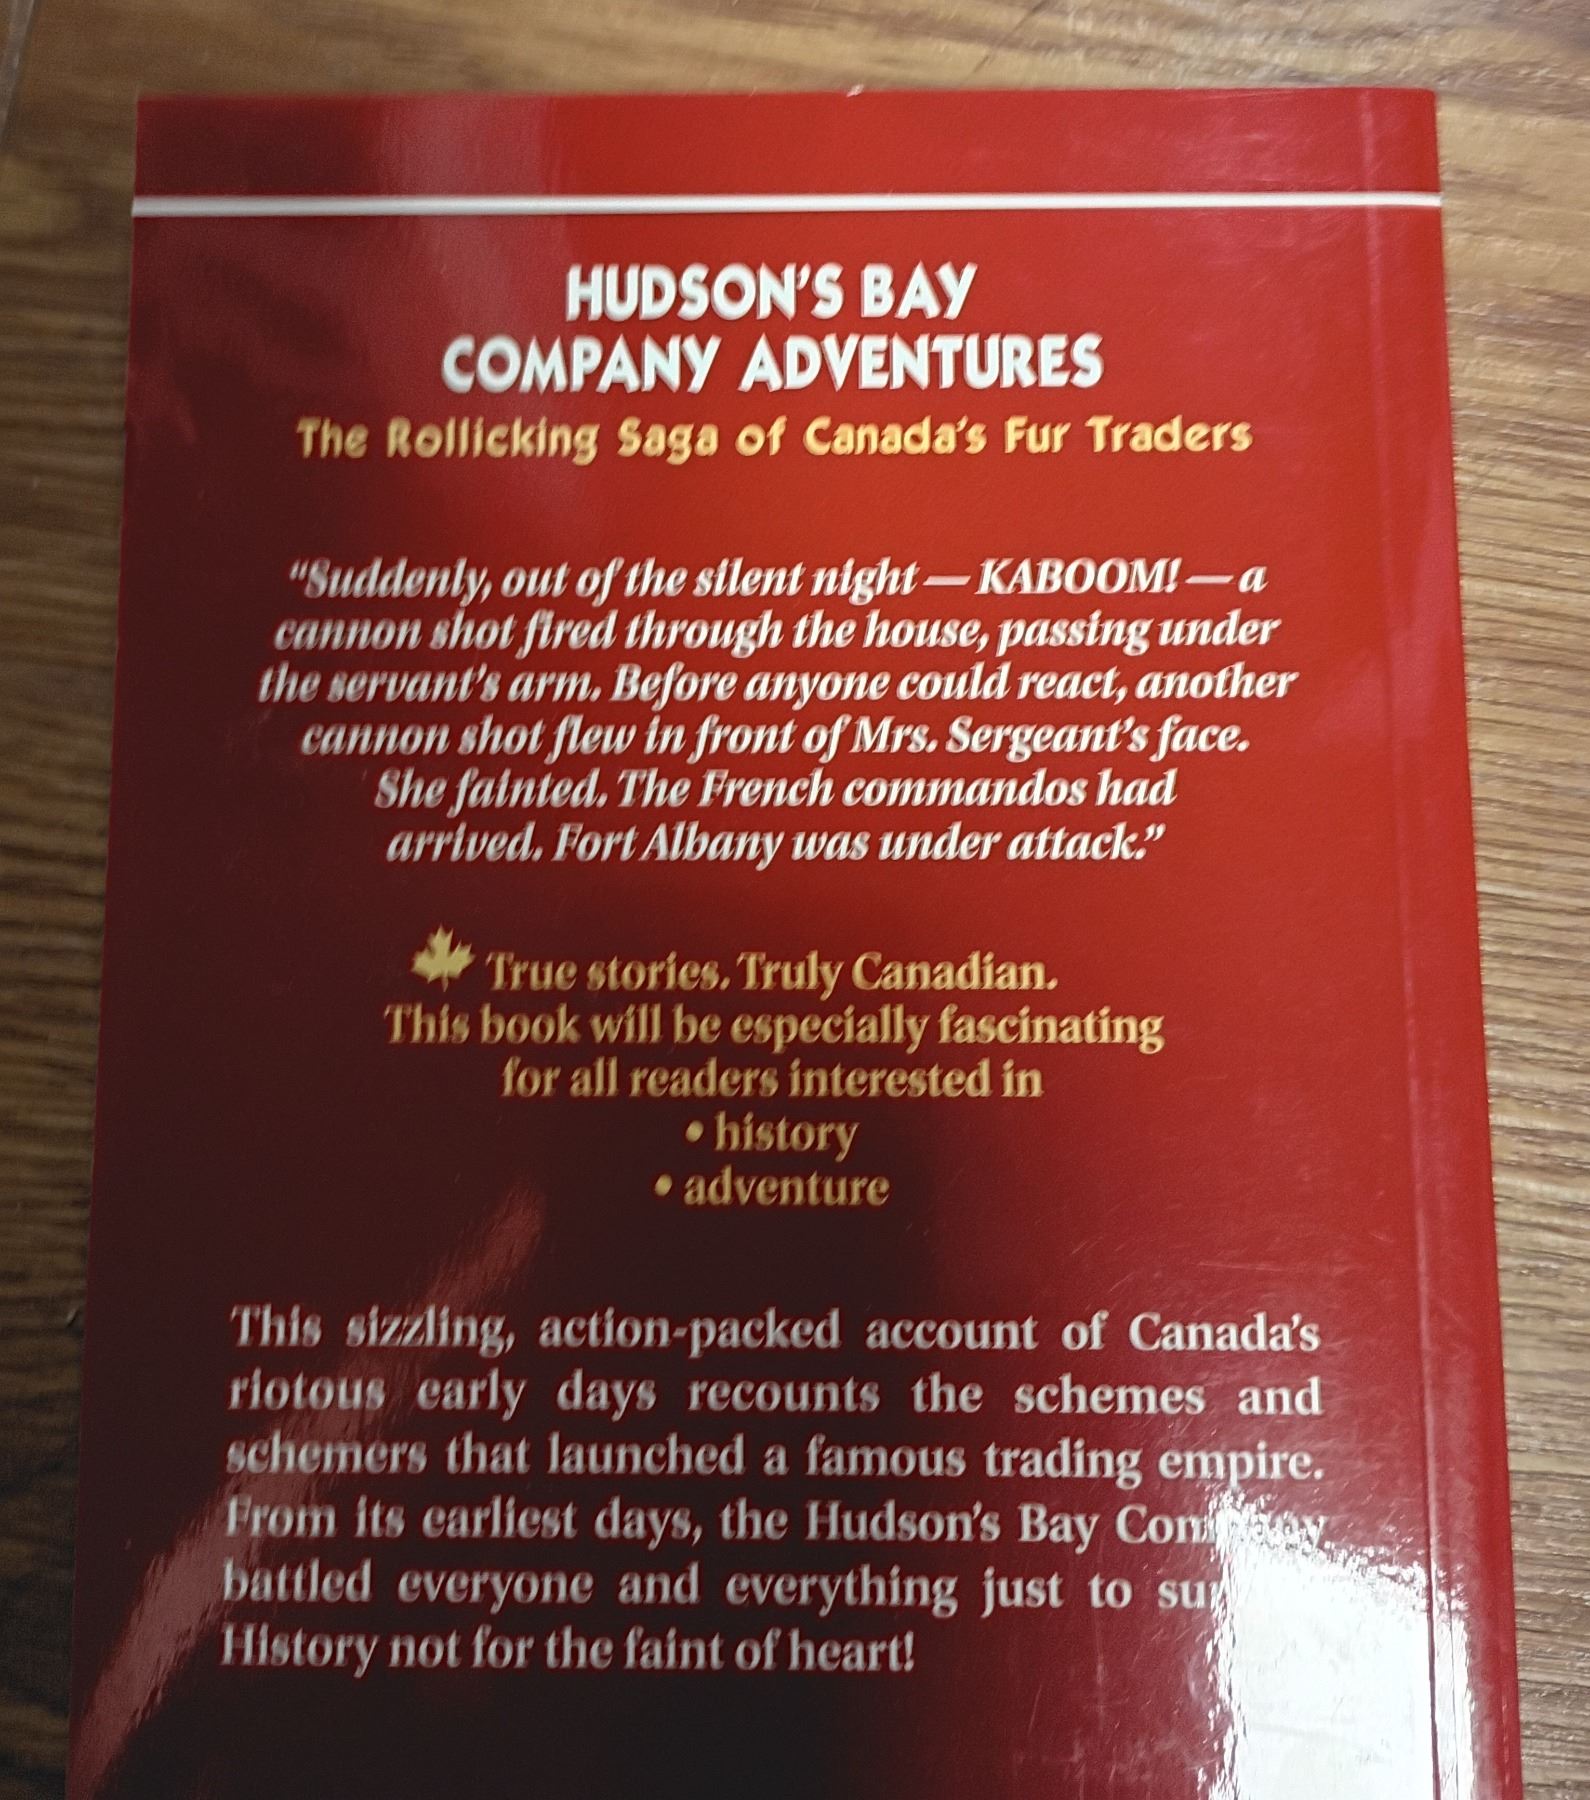 HUDSON'S BAY
COMPANY ADVENTURES
The Rollicking Saga of Canada's Fur Traders
“Suddenly, out of the silent night — KABOOM! — a
cannon shot fired through the house, passing under
the servant’s arm. Before anyone could react, another
cannon shot flew in front of Mrs. Sergeant’s face.
She fainted. The French commandos had
arrived. Fort Albany was under attack.”
True stories. Truly Canadian.
This book will be especially fascinating
for all readers interested in
• history
• adventure
This sizzling, action-packed account of Canada’s
riotous early days recounts the schemes and
schemers that launched a famous trading empire.
From its earliest days, the Hudson’s Bay Company
battled everyone and everything just to
History not for the faint of heart!